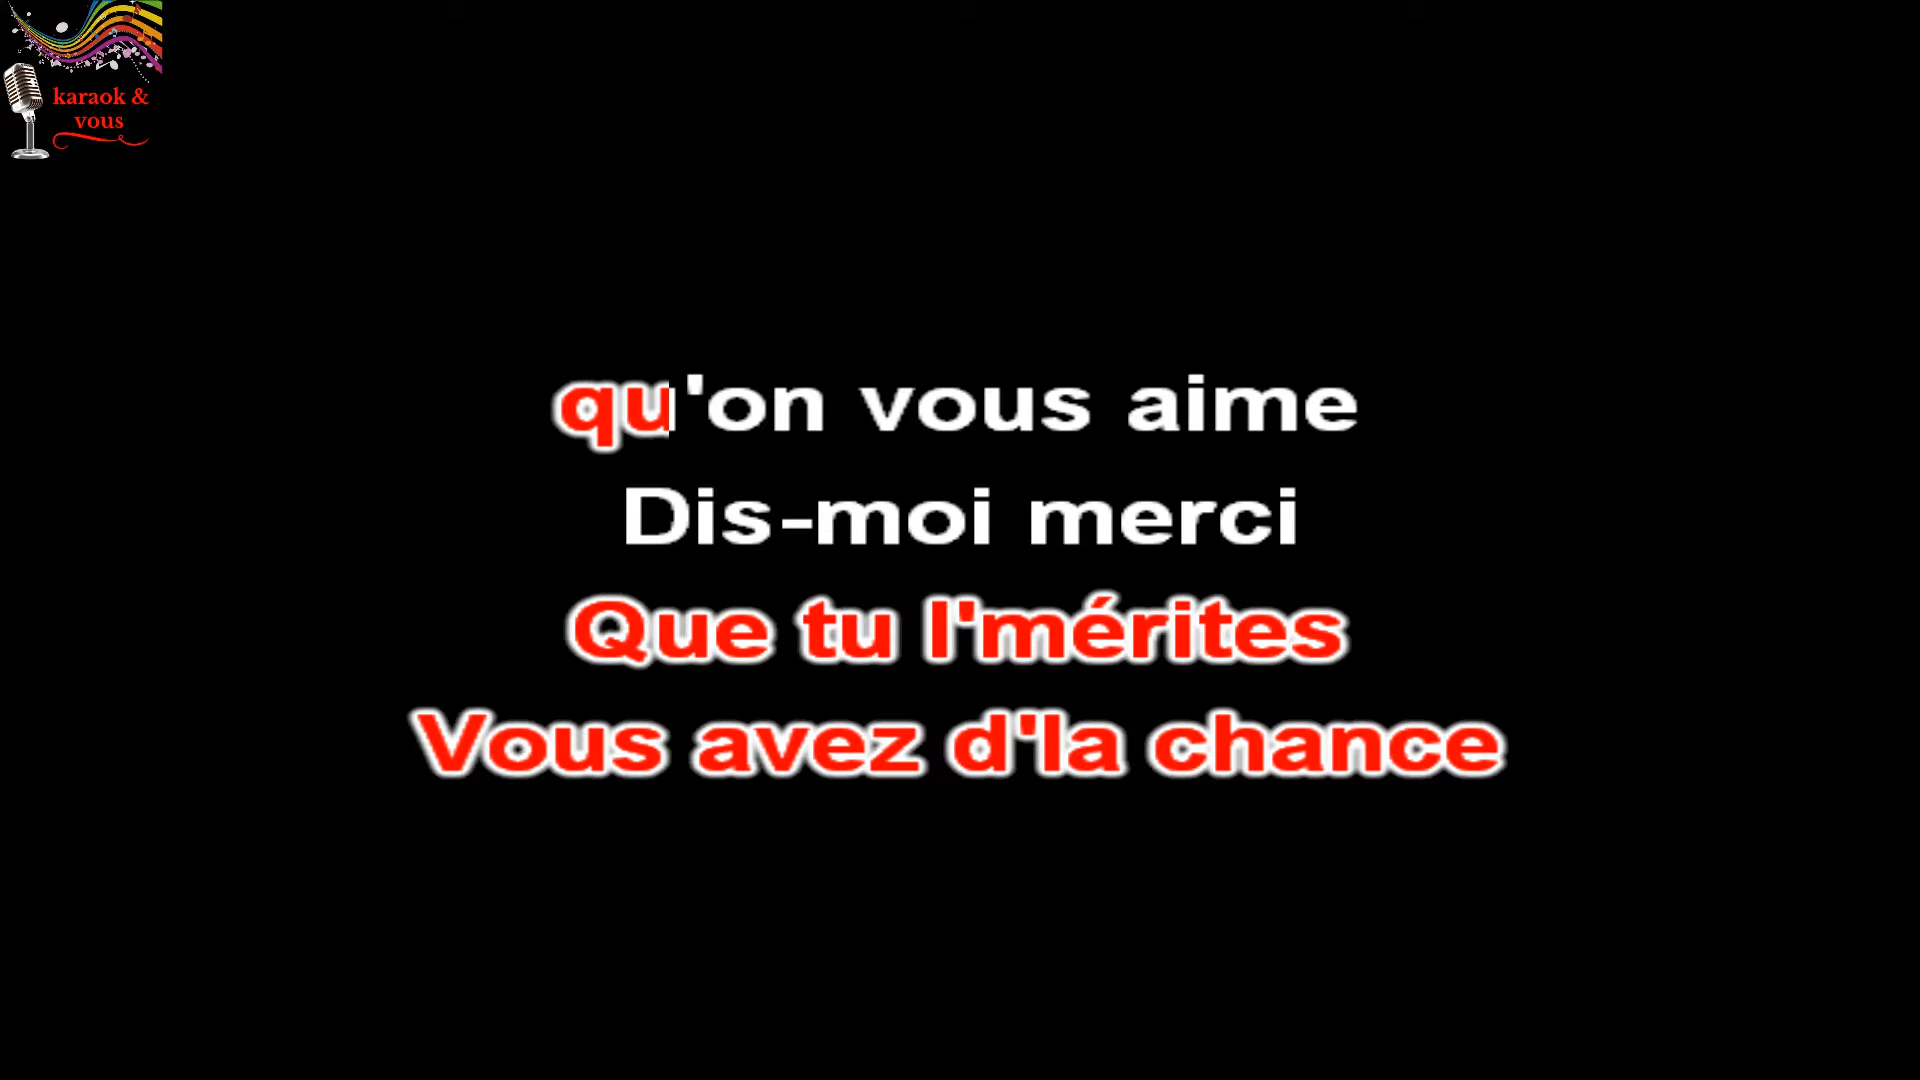 karaok &
vous
qu'on vous aime
Dis-moi merci
Que tu l'mérites
Vous avez d'la chance